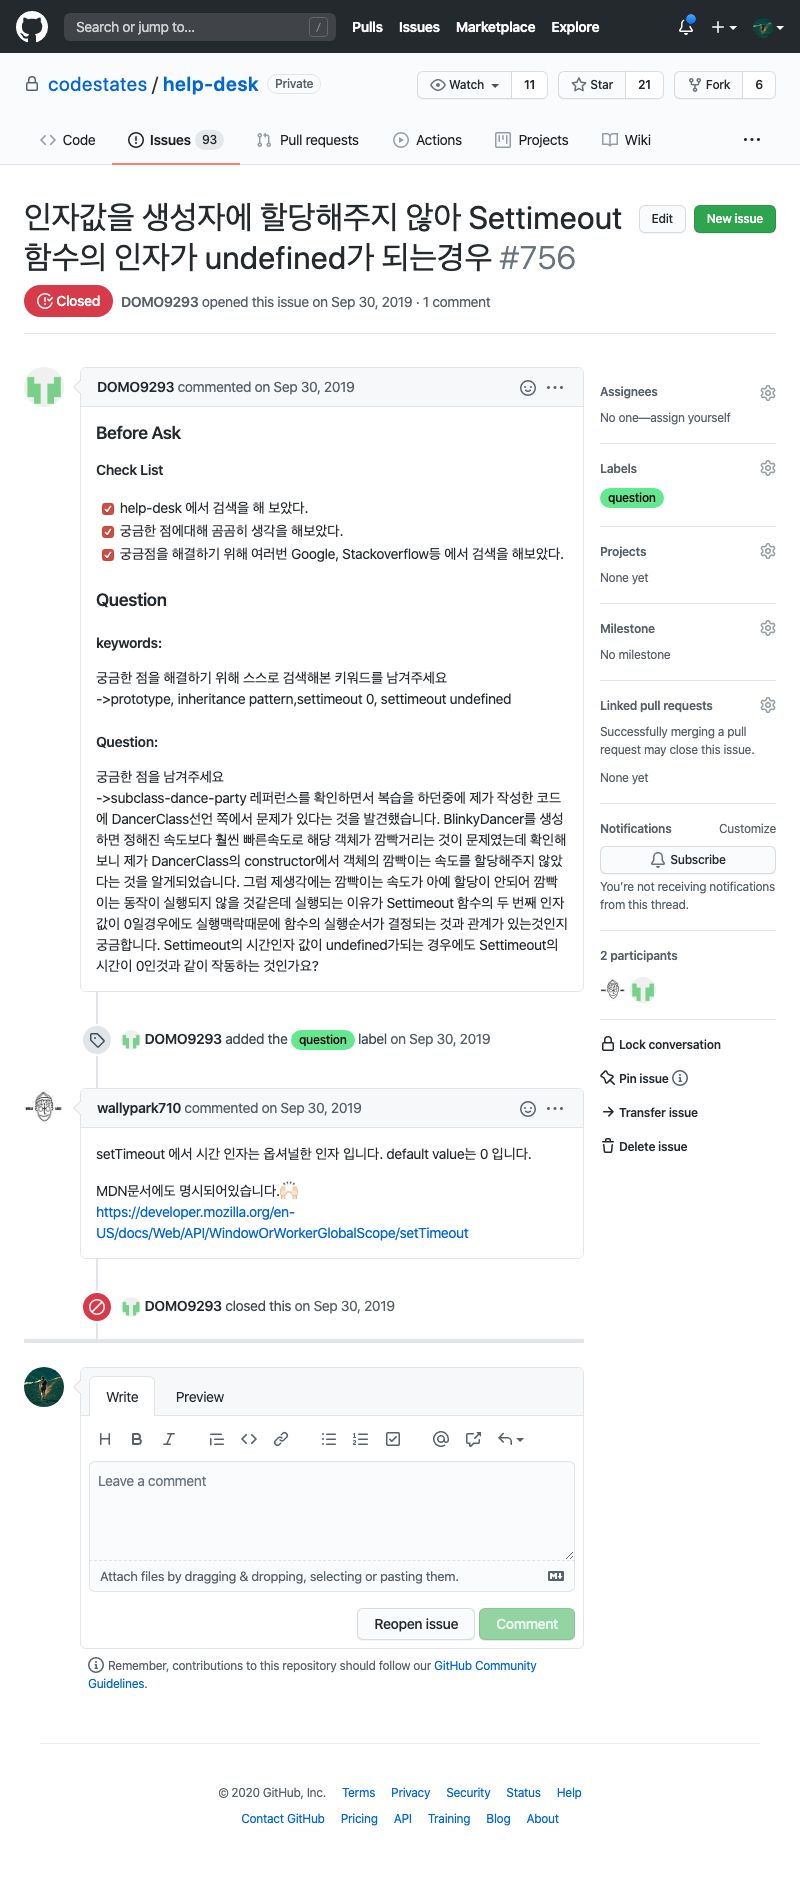 Search or jump to... /
Pulls Issues Marketplace Explore
codestates / help-desk Private
Watch 11 Star 21 Fork 6
Code Issues 93 Pull requests Actions Projects Wiki ...
인자값을 생성자에 할당해주지 않아 Settimeout
함수의 인자가 undefined가 되는경우 #756
Edit New issue
Closed DOMO9293 opened this issue on Sep 30, 2019 · 1 comment
DOMO9293 commented on Sep 30, 2019
Before Ask
Check List
help-desk 에서 검색을 해 보았다.
궁금한 점에대해 곰곰히 생각을 해보았다.
궁금점을 해결하기 위해 여러번 Google, Stackoverflow등 에서 검색을 해보았다.
Question
keywords:
궁금한 점을 해결하기 위해 스스로 검색해본 키워드를 남겨주세요
->prototype, inheritance pattern,settimeout 0, settimeout undefined
Question:
궁금한 점을 남겨주세요
->subclass-dance-party 레퍼런스를 확인하면서 복습을 하던중에 제가 작성한 코드
에 DancerClass선언 쪽에서 문제가 있다는 것을 발견했습니다. BlinkyDancer를 생성
하면 정해진 속도보다 훨씬 빠른속도로 해당 객체가 깜빡거리는 것이 문제였는데 확인해
보니 제가 DancerClass의 constructor에서 객체의 깜빡이는 속도를 할당해주지 않았
다는 것을 알게되었습니다. 그럼 제생각에는 깜빡이는 속도가 아예 할당이 안되어 깜빡
이는 동작이 실행되지 않을 것같은데 실행되는 이유가 Settimeout 함수의 두 번째 인자
값이 0일경우에도 실행맥락때문에 함수의 실행순서가 결정되는 것과 관계가 있는것인지
궁금합니다. Settimeout의 시간인자 값이 undefined가되는 경우에도 Settimeout의
시간이 0인것과 같이 작동하는 것인가요?
DOMO9293 added the question label on Sep 30, 2019
wallypark710 commented on Sep 30, 2019
setTimeout 에서 시간 인자는 옵셔널한 인자 입니다. default value는 0 입니다.
MDN문서에도 명시되어있습니다.🙌🏻
https://developer.mozilla.org/en-
US/docs/Web/API/WindowOrWorkerGlobalScope/setTimeout
DOMO9293 closed this on Sep 30, 2019
Assignees
No one—assign yourself
Labels
question
Projects
None yet
Milestone
No milestone
Linked pull requests
Successfully merging a pull
request may close this issue.
None yet
Notifications Customize
Subscribe
You're not receiving notifications
from this thread.
2 participants
Lock conversation
Pin issue
Transfer issue
Delete issue
Write Preview
Leave a comment
Attach files by dragging & dropping, selecting or pasting them.
Reopen issue Comment
Remember, contributions to this repository should follow our GitHub Community
Guidelines.
© 2020 GitHub, Inc. Terms Privacy Security Status Help
Contact GitHub Pricing API Training Blog About